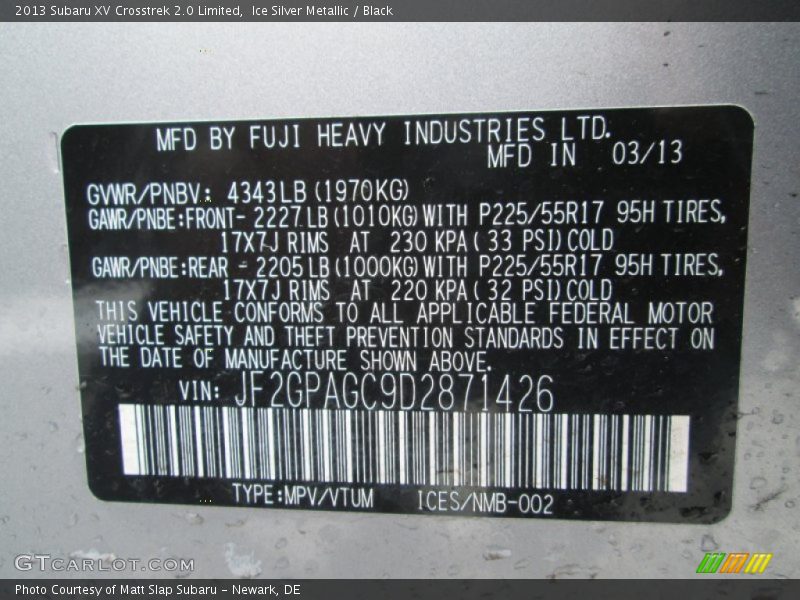 2013 Subaru XV Crosstrek 2.0 Limited,  Ice Silver Metallic / Black
MFD BY FUJI HEAVY INDUSTRIES LTD.
MFD IN 03/13
GVWR/PNBV.: 4343LB (1970KG)
GAWR/PNBE:FRONT- 2227LB (1010KG) WITH P225/55R17 95H TIRES,
17X7J RIMS AT 230 KPA ( 33 PSI) COLD
GAWR/PNBE:REAR - 2205LB (1000KG) WITH P225/55R17 95H TIRES,
17X7J RIMS AT 220 KPA ( 32 PSI) COLD
THIS VEHICLE CONFORMS TO ALL APPLICABLE FEDERAL MOTOR
VEHICLE SAFETY AND THEFT PREVENTION STANDARDS IN EFFECT ON
THE DATE OF MANUFACTURE SHOWN ABOVE.
VIN: JF2GPAGC9D2871426
TYPE:MPV/VTUM ICES/NMB-002
GTCARLOT.COM
Photo Courtesy of Matt Slap Subaru - Newark, DE